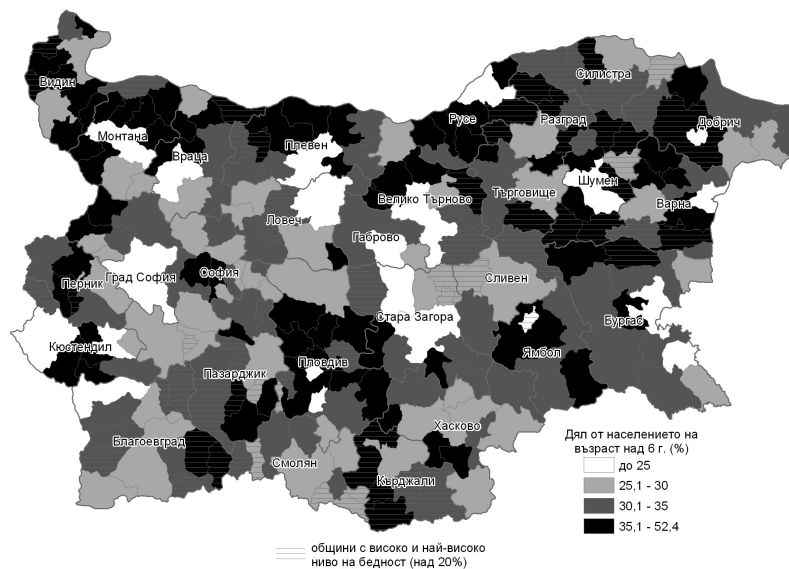 Силистра
Видин
Русе
Разград
Добрич
Монтана
Враца
Плевен
Шумен
Търговище
Велико Търново
Варна
Ловеч
Габрово
Град София
София
Перник
Сливен
Стара Загора
Бургаб
Кюстендил
Ямбол
Пловдив
Пазарджик
Хасково
Благоевград
Смолян
Кърджали
Дял от населението на
възраст над 6 г. (%)
до 25
25,1 - 30
30,1 - 35
35,1 - 52,4
общини с високо и най-високо
ниво на бедност (над 20%)